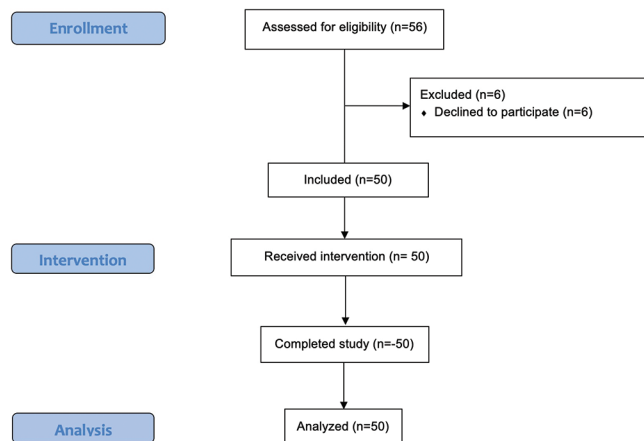 Enrollment
Assessed for eligibility (n=56)
Excluded (n=6)
♦ Declined to participate (n=6)
Included (n=50)
Intervention
Received intervention (n= 50)
Completed study (n=-50)
Analysis
Analyzed (n=50)